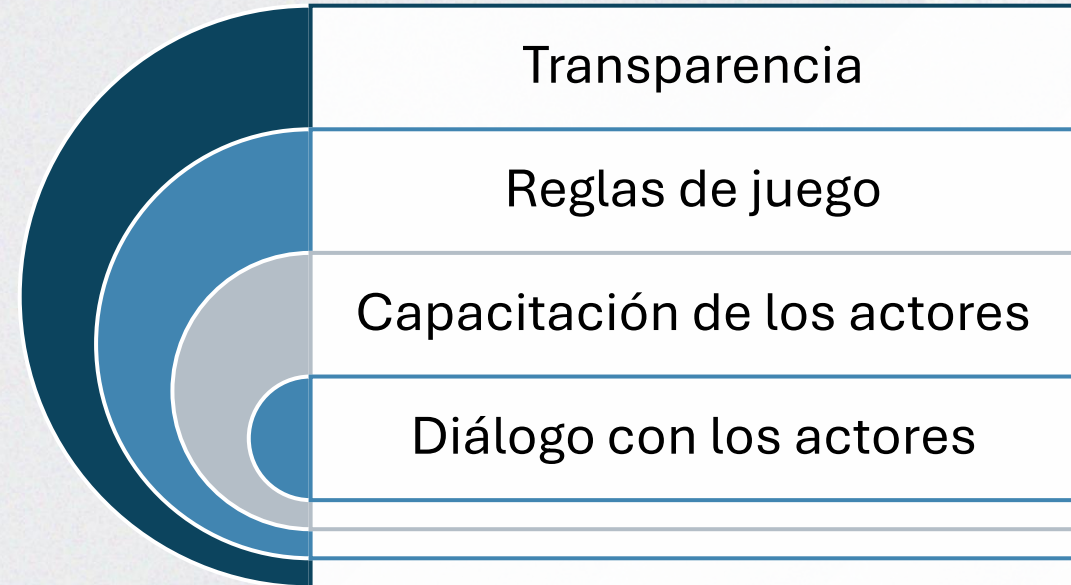 Transparencia
Reglas de juego
Capacitación de los actores
Diálogo con los actores